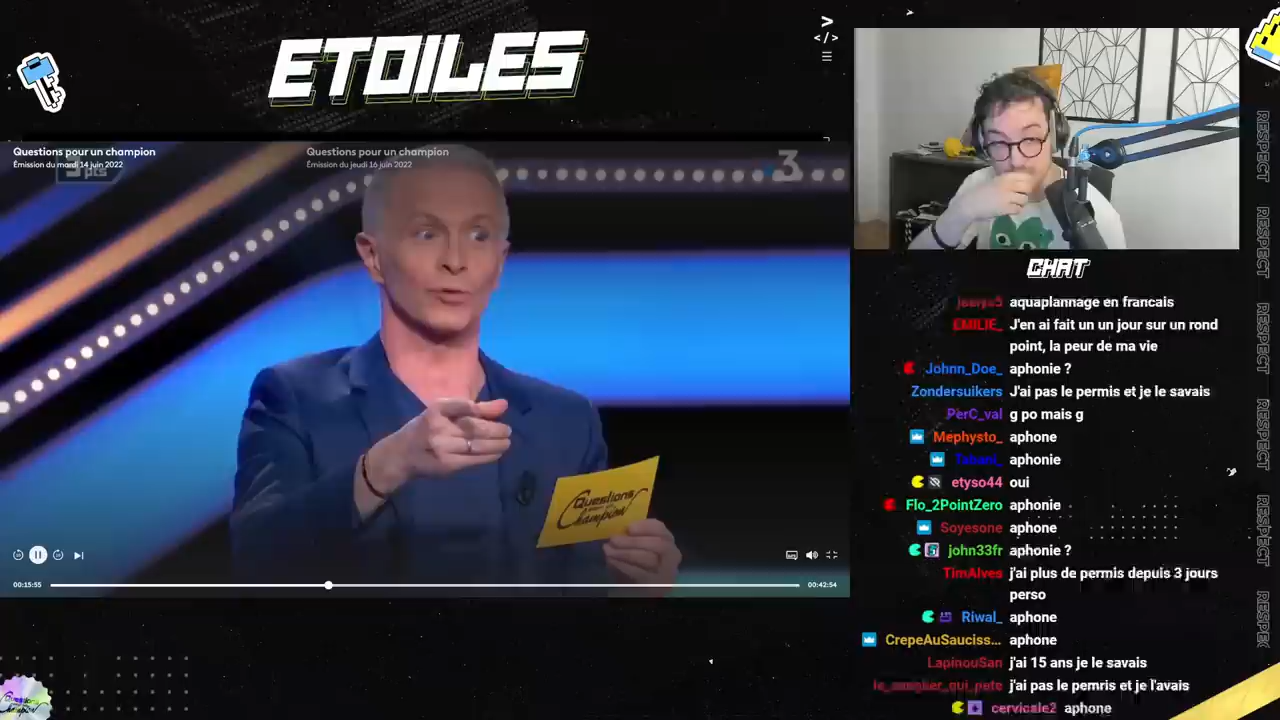 ETOILES
Questions pour un champion
Émission du mardi 14 juin 2022
Questions pour un champion
Émission du jeudi 16 juin 2022
3 pts
3
Questions
Champion
00:15:55
00:42:54
CHAT
aquaplannage en francais
EMILIE_ J'en ai fait un un jour sur un rond
point, la peur de ma vie
Johnn_Doe_ aphonie ?
Zondersuikers J'ai pas le permis et je le savais
PerC_val g po mais g
Mephysto_ aphone
aphonie
etyso44 oui
Flo_2PointZero aphonie
Soyesone aphone
john33fr aphonie ?
TimAlves j'ai plus de permis depuis 3 jours
perso
Riwal_ aphone
CrepeAuSauciss... aphone
LapinouSan j'ai 15 ans je le savais
j'ai pas le permis et je l'avais
cervicale2 aphone
RESPECT
RESPECT
RESPECT
RESPECT
RESPECT
RESPEK